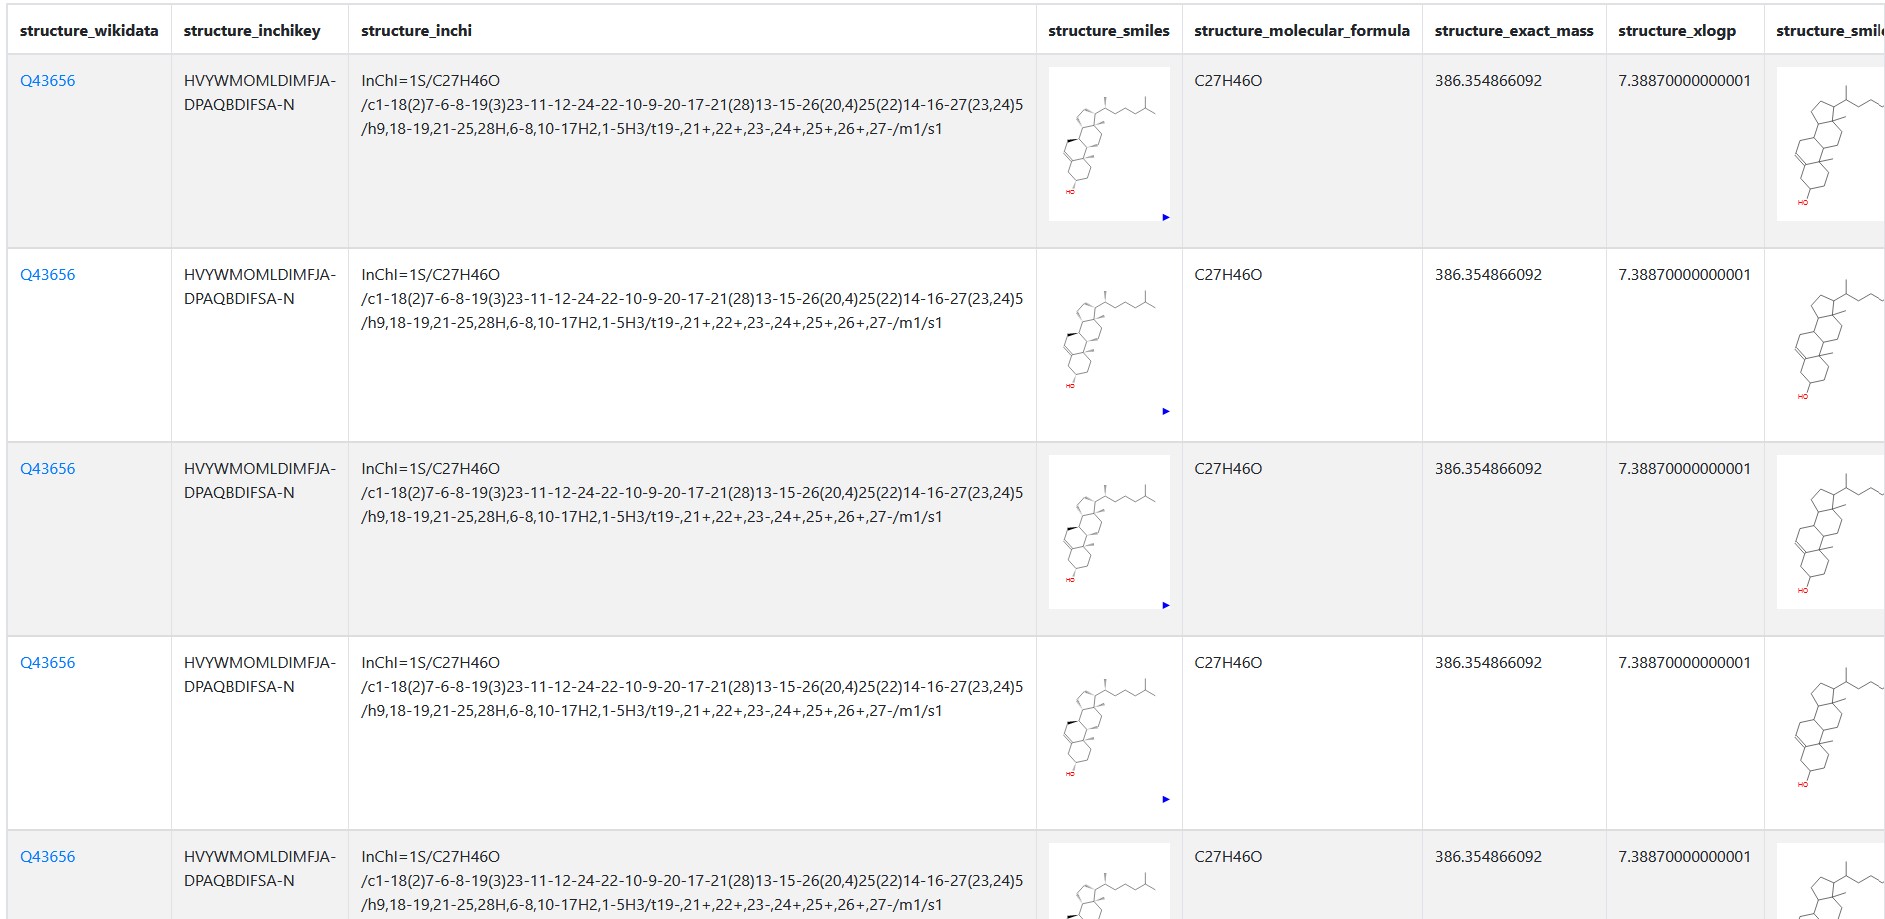 structure_wikidata structure_inchikey structure_inchi structure_smiles structure_molecular_formula structure_exact_mass structure_xlogp
Q43656 HVYWMOMLDIMFJA- InChI=1S/C27H46O C27H46O 386.354866092 7.38870000000001
DPAQBDIFSA-N /c1-18(2)7-6-8-19(3)23-11-12-24-22-10-9-20-17-21(28)13-15-26(20,4)25(22)14-16-27(23,24)5
/h9,18-19,21-25,28H,6-8,10-17H2,1-5H3/t19-,21+,22+,23-,24+,25+,26+,27-/m1/s1
HO HO
Q43656 HVYWMOMLDIMFJA- InChI=1S/C27H46O C27H46O 386.354866092 7.38870000000001
DPAQBDIFSA-N /c1-18(2)7-6-8-19(3)23-11-12-24-22-10-9-20-17-21(28)13-15-26(20,4)25(22)14-16-27(23,24)5
/h9,18-19,21-25,28H,6-8,10-17H2,1-5H3/t19-,21+,22+,23-,24+,25+,26+,27-/m1/s1
HO HO
Q43656 HVYWMOMLDIMFJA- InChI=1S/C27H46O C27H46O 386.354866092 7.38870000000001
DPAQBDIFSA-N /c1-18(2)7-6-8-19(3)23-11-12-24-22-10-9-20-17-21(28)13-15-26(20,4)25(22)14-16-27(23,24)5
/h9,18-19,21-25,28H,6-8,10-17H2,1-5H3/t19-,21+,22+,23-,24+,25+,26+,27-/m1/s1
HO HO
Q43656 HVYWMOMLDIMFJA- InChI=1S/C27H46O C27H46O 386.354866092 7.38870000000001
DPAQBDIFSA-N /c1-18(2)7-6-8-19(3)23-11-12-24-22-10-9-20-17-21(28)13-15-26(20,4)25(22)14-16-27(23,24)5
/h9,18-19,21-25,28H,6-8,10-17H2,1-5H3/t19-,21+,22+,23-,24+,25+,26+,27-/m1/s1
HO HO
Q43656 HVYWMOMLDIMFJA- InChI=1S/C27H46O C27H46O 386.354866092 7.38870000000001
DPAQBDIFSA-N /c1-18(2)7-6-8-19(3)23-11-12-24-22-10-9-20-17-21(28)13-15-26(20,4)25(22)14-16-27(23,24)5
/h9,18-19,21-25,28H,6-8,10-17H2,1-5H3/t19-,21+,22+,23-,24+,25+,26+,27-/m1/s1